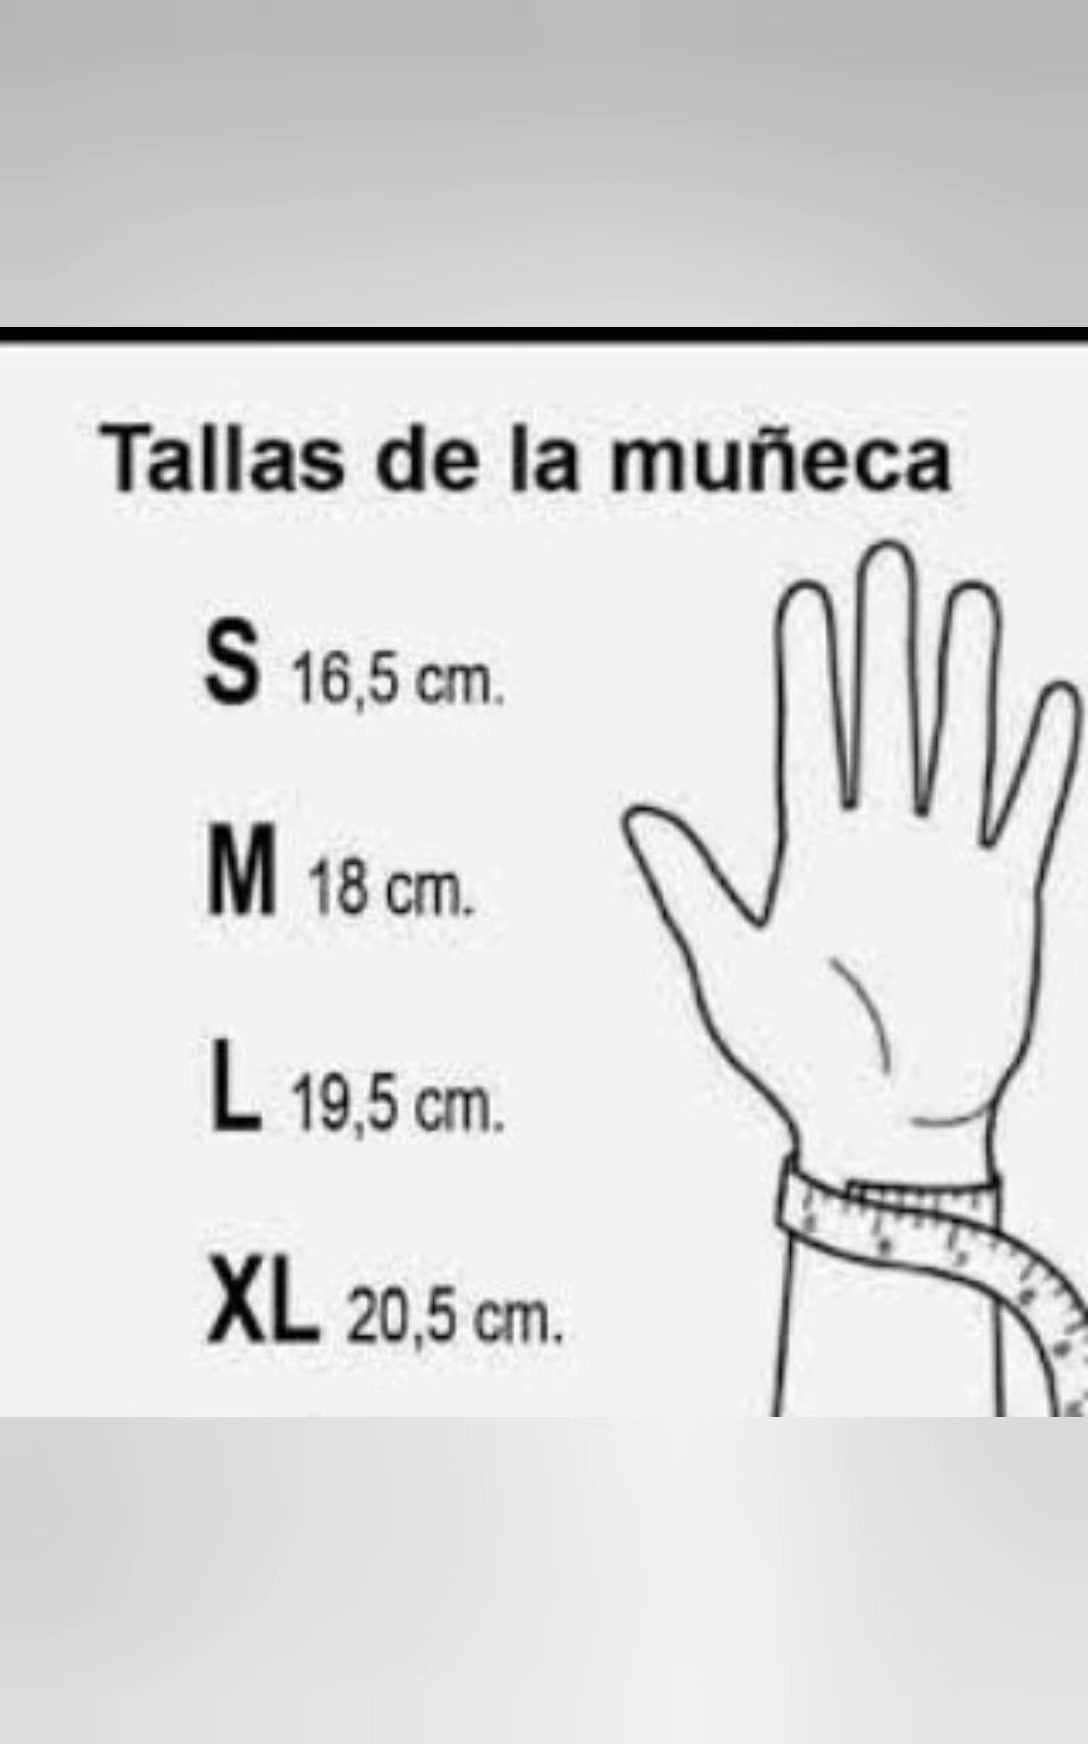 Tallas de la muñeca
S 16,5 cm.
M 18 cm.
L 19,5 cm.
XL 20,5 cm.